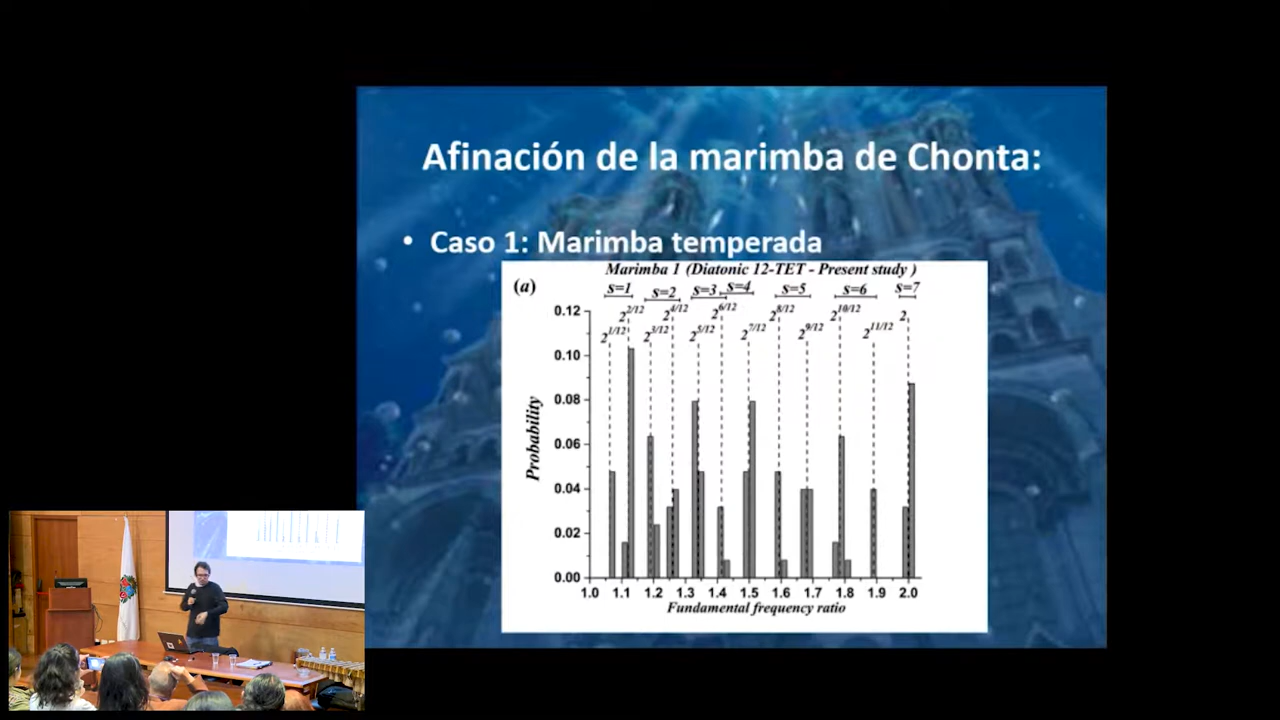 Afinación de la marimba de Chonta:
• Caso 1: Marimba temperada
Marimba 1 (Diatonic 12-TET - Present study )
(a)
S=1 S=2 S=3 S=4 S=5 S=6 S=7
2^2/12 2^4/12 2^6/12 2^8/12 2^10/12 2
2^1/12 2^3/12 2^5/12 2^7/12 2^9/12 2^11/12
0.12
0.10
0.08
0.06
0.04
0.02
0.00
Probability
1.0 1.1 1.2 1.3 1.4 1.5 1.6 1.7 1.8 1.9 2.0
Fundamental frequency ratio